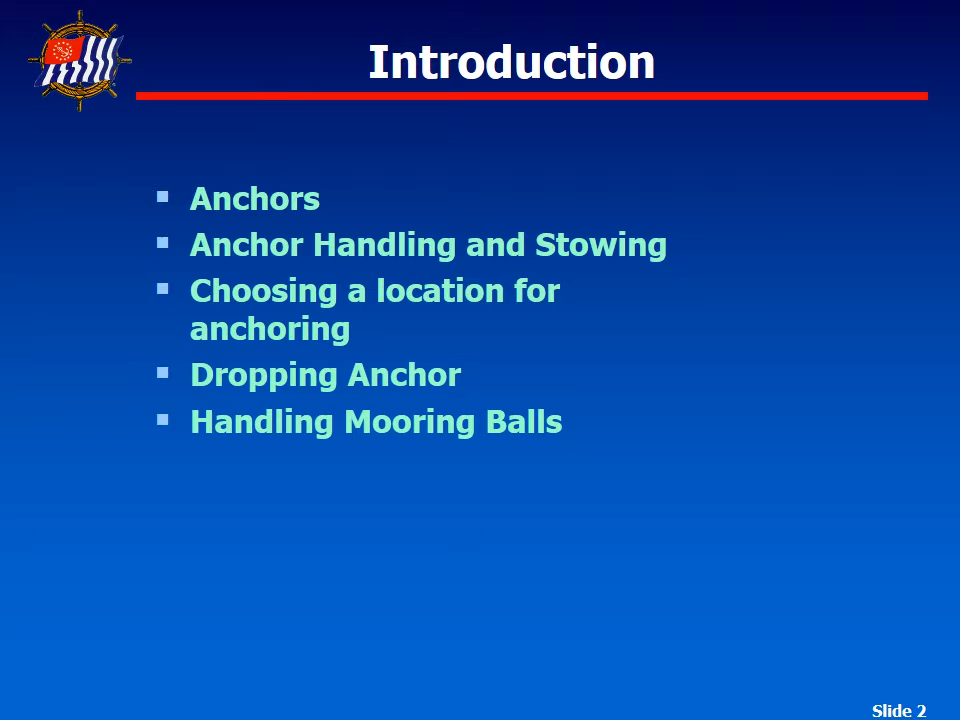 Introduction
Anchors
Anchor Handling and Stowing
Choosing a location for
anchoring
Dropping Anchor
Handling Mooring Balls
Slide 2